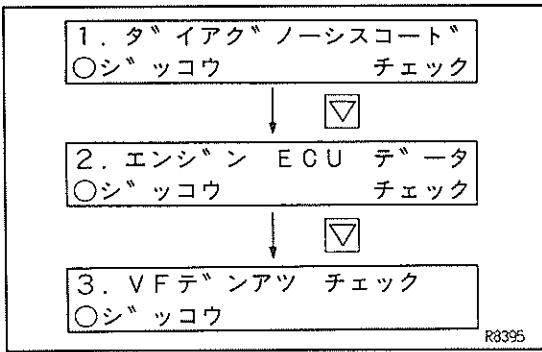 1. ダイアグノーシスコード
○ジッコウ チェック
▽
2. エンジン ECU データ
○ジッコウ チェック
▽
3. VFデンアツ チェック
○ジッコウ
R8395